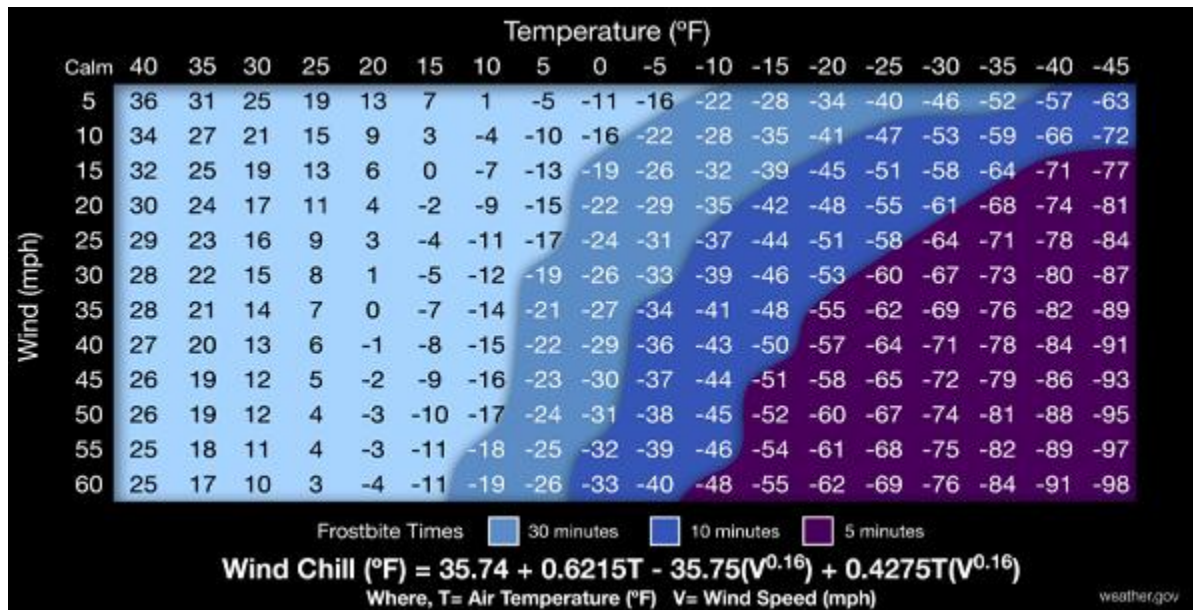 Temperature (ºF)
Calm 40 35 30 25 20 15 10 5 0 -5 -10 -15 -20 -25 -30 -35 -40 -45
5 36 31 25 19 13 7 1 -5 -11 -16 -22 -28 -34 -40 -46 -52 -57 -63
10 34 27 21 15 9 3 -4 -10 -16 -22 -28 -35 -41 -47 -53 -59 -66 -72
15 32 25 19 13 6 0 -7 -13 -19 -26 -32 -39 -45 -51 -58 -64 -71 -77
20 30 24 17 11 4 -2 -9 -15 -22 -29 -35 -42 -48 -55 -61 -68 -74 -81
25 29 23 16 9 3 -4 -11 -17 -24 -31 -37 -44 -51 -58 -64 -71 -78 -84
30 28 22 15 8 1 -5 -12 -19 -26 -33 -39 -46 -53 -60 -67 -73 -80 -87
35 28 21 14 7 0 -7 -14 -21 -27 -34 -41 -48 -55 -62 -69 -76 -82 -89
40 27 20 13 6 -1 -8 -15 -22 -29 -36 -43 -50 -57 -64 -71 -78 -84 -91
45 26 19 12 5 -2 -9 -16 -23 -30 -37 -44 -51 -58 -65 -72 -79 -86 -93
50 26 19 12 4 -3 -10 -17 -24 -31 -38 -45 -52 -60 -67 -74 -81 -88 -95
55 25 18 11 4 -3 -11 -18 -25 -32 -39 -46 -54 -61 -68 -75 -82 -89 -97
60 25 17 10 3 -4 -11 -19 -26 -33 -40 -48 -55 -62 -69 -76 -84 -91 -98
Wind (mph)
Frostbite Times 30 minutes 10 minutes 5 minutes
Wind Chill (ºF) = 35.74 + 0.6215T - 35.75(V^0.16) + 0.4275T(V^0.16)
Where, T= Air Temperature (ºF) V= Wind Speed (mph)
weather.gov